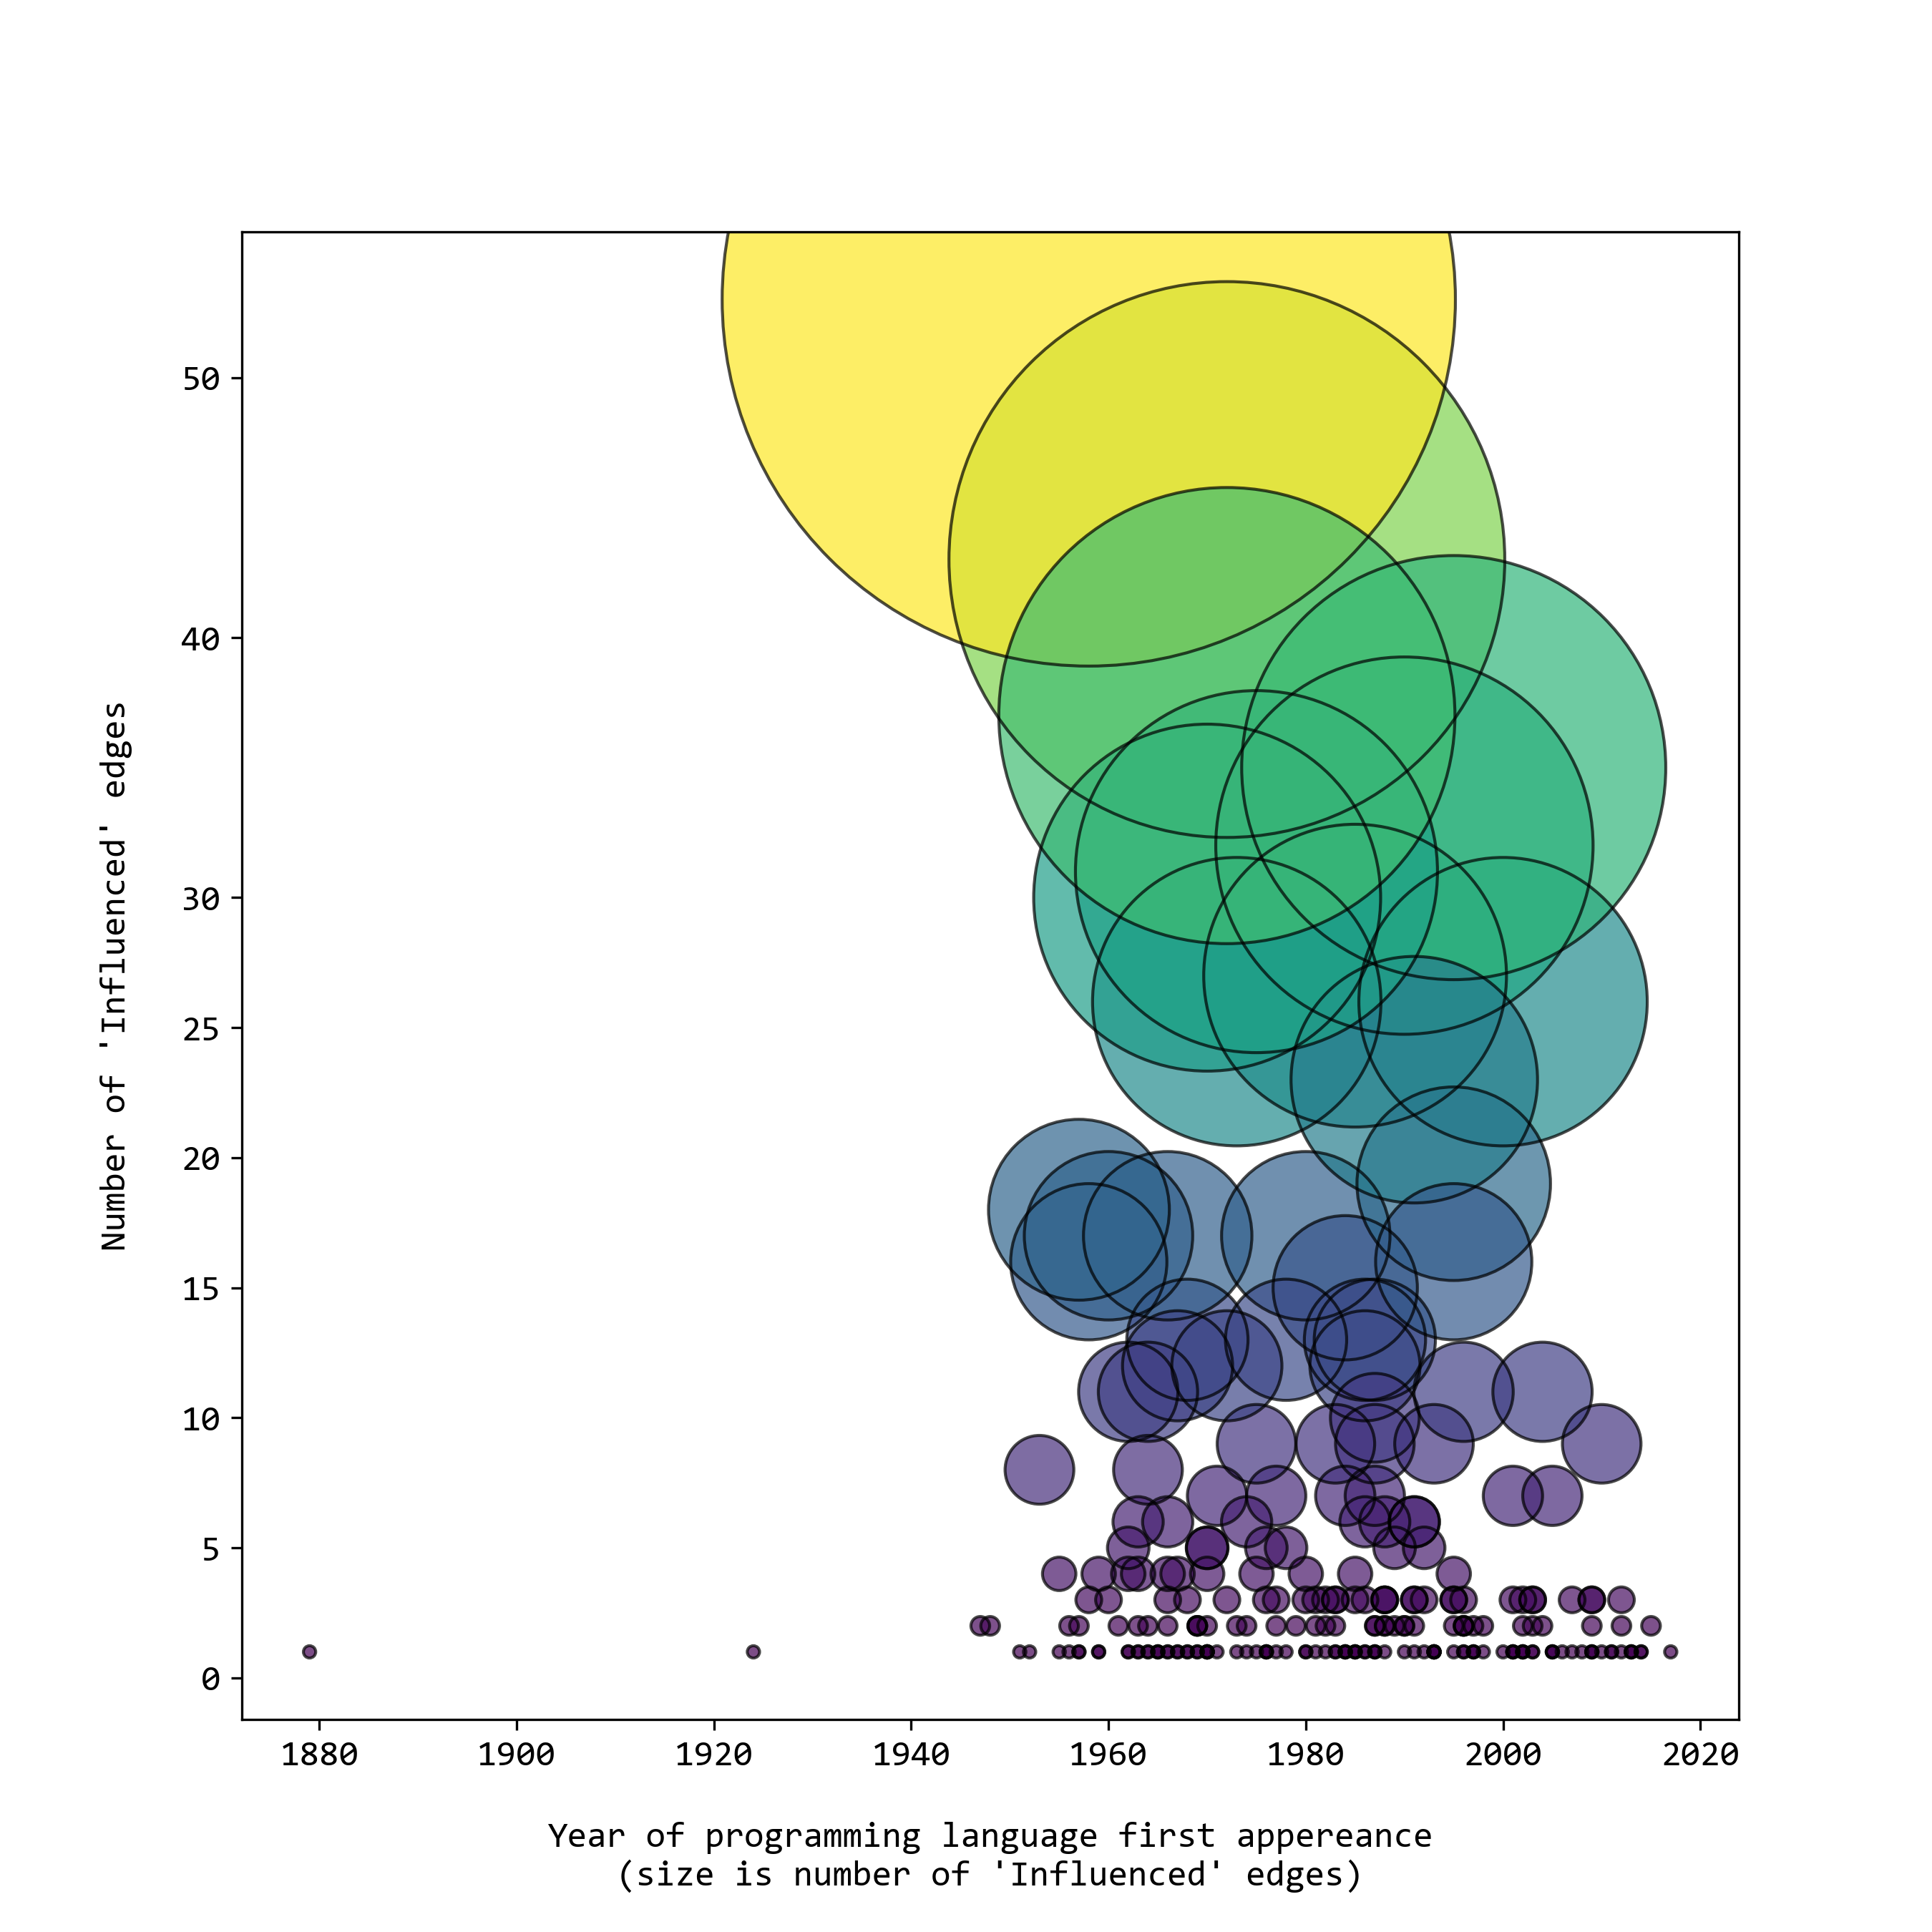 50
40
30
25
20
15
10
5
0
Number of 'Influenced' edges
1880 1900 1920 1940 1960 1980 2000 2020
Year of programming language first appereance
(size is number of 'Influenced' edges)